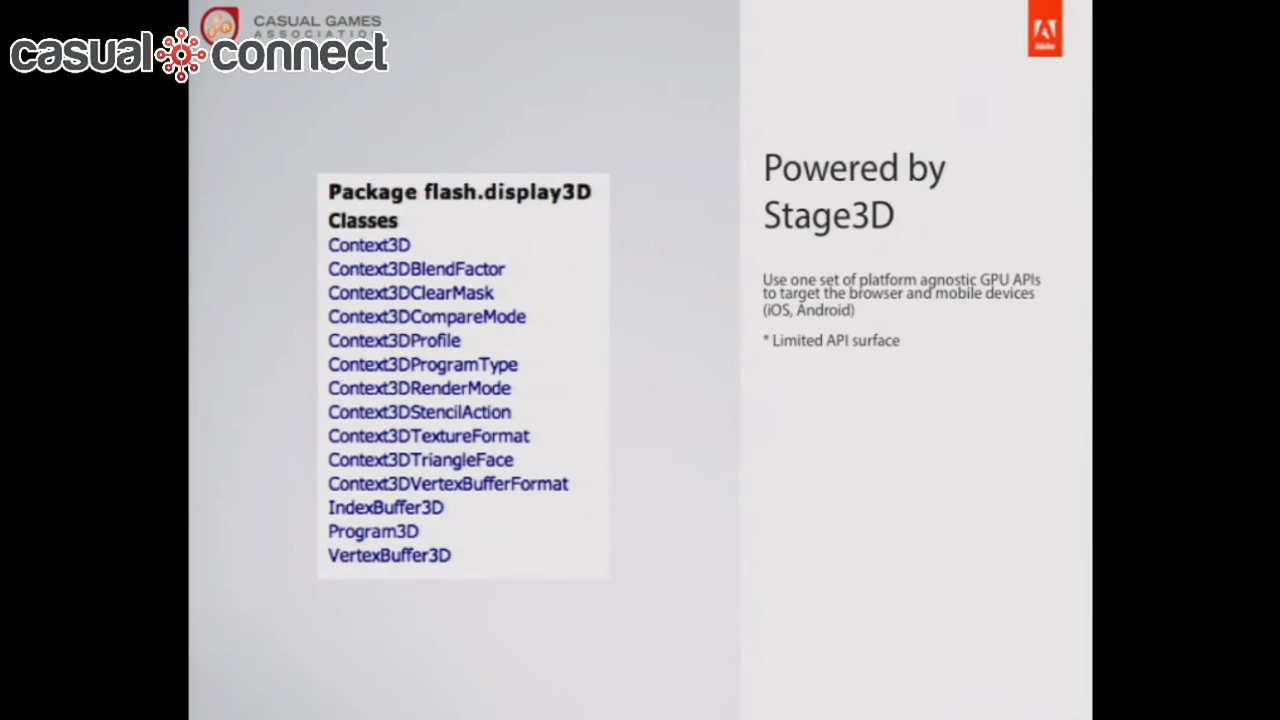 CASUAL GAMES
ASSOCIATION
casual connect
Adobe
Package flash.display3D
Classes
Context3D
Context3DBlendFactor
Context3DClearMask
Context3DCompareMode
Context3DProfile
Context3DProgramType
Context3DRenderMode
Context3DStencilAction
Context3DTextureFormat
Context3DTriangleFace
Context3DVertexBufferFormat
IndexBuffer3D
Program3D
VertexBuffer3D
Powered by
Stage3D
Use one set of platform agnostic GPU APIs
to target the browser and mobile devices
(iOS, Android)
* Limited API surface